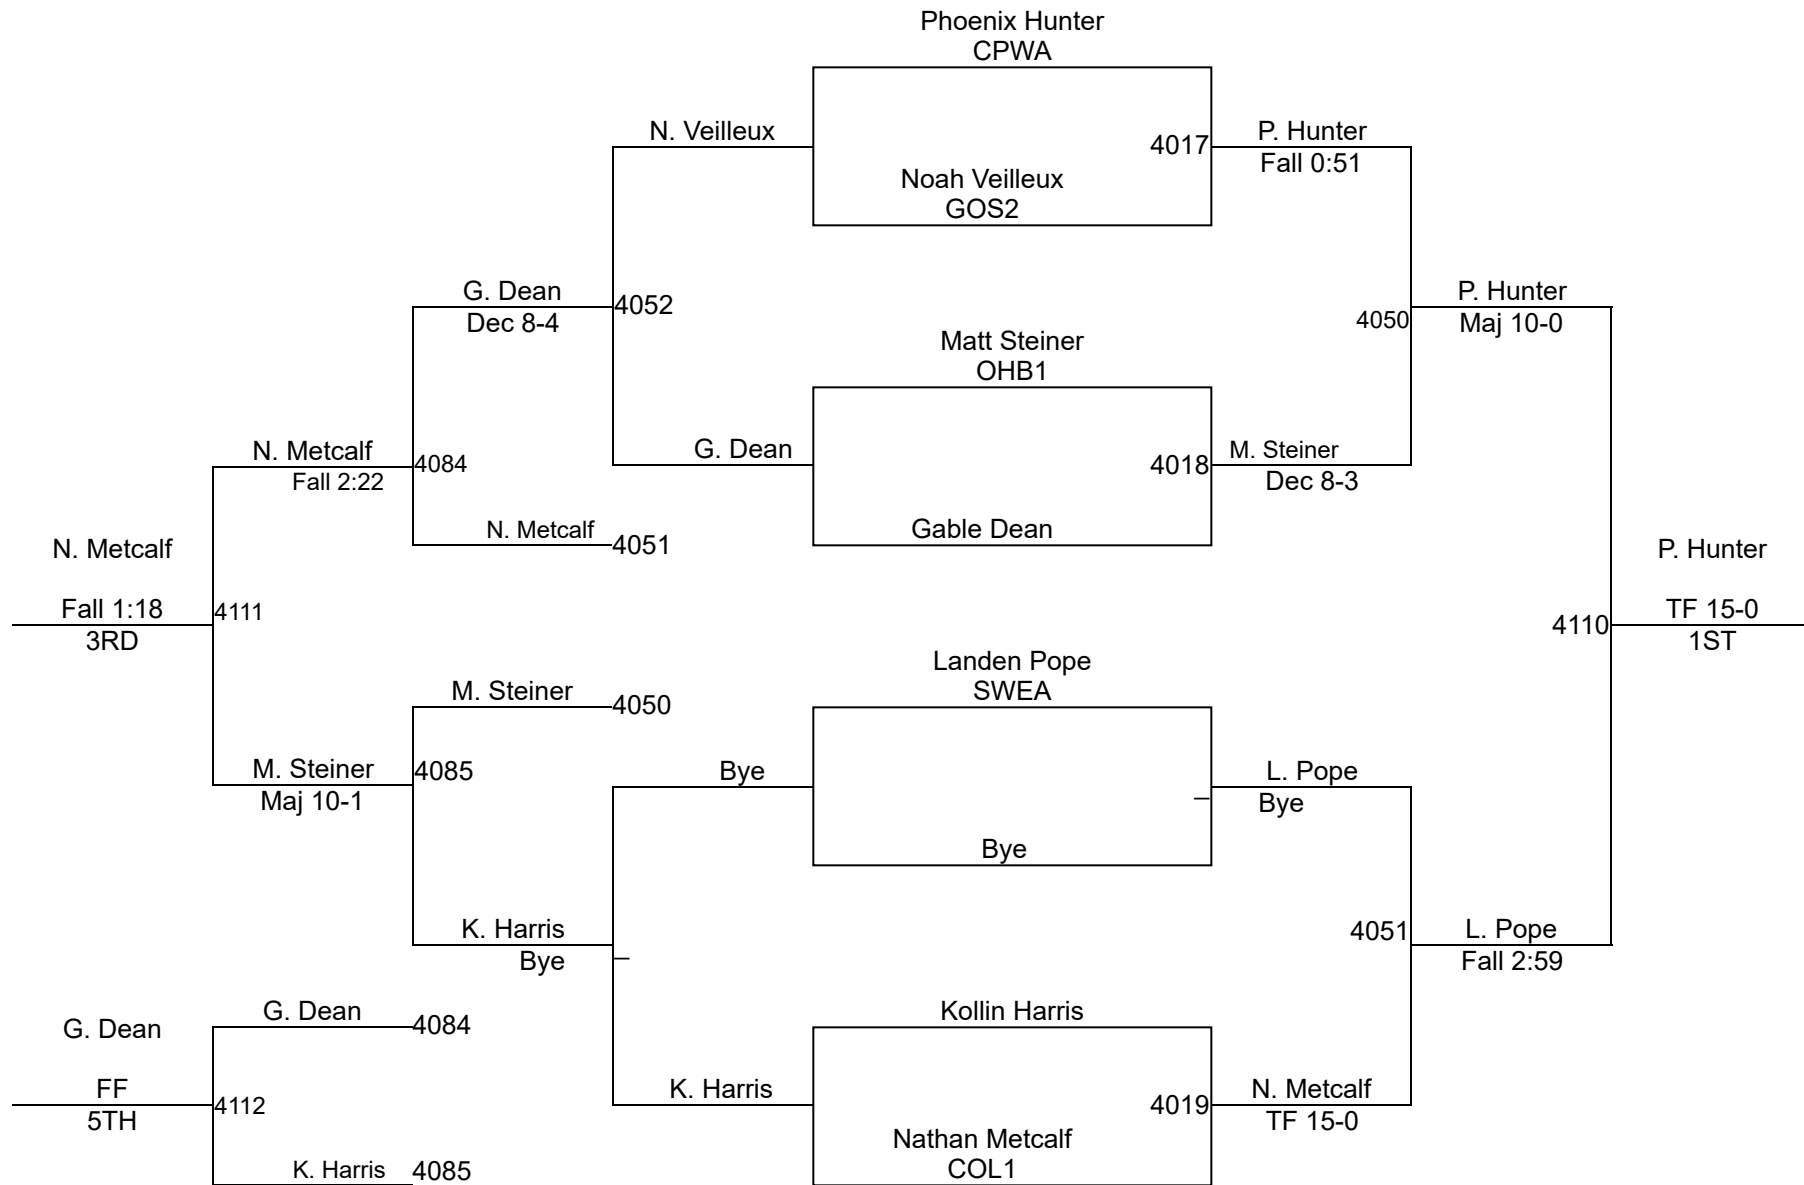 Phoenix Hunter
CPWA
N. Veilleux
4017
P. Hunter
Fall 0:51
Noah Veilleux
GOS2
G. Dean
Dec 8-4
4052
4050
P. Hunter
Maj 10-0
Matt Steiner
OHB1
N. Metcalf
Fall 2:22
4084
G. Dean
4018
M. Steiner
Dec 8-3
N. Metcalf
4051
Gable Dean
N. Metcalf
Fall 1:18
3RD
4111
4110
P. Hunter
TF 15-0
1ST
M. Steiner
4050
Landen Pope
SWEA
M. Steiner
Maj 10-1
4085
Bye
_
L. Pope
Bye
Bye
K. Harris
Bye
_
4051
L. Pope
Fall 2:59
G. Dean
4084
Kollin Harris
G. Dean
FF
5TH
4112
K. Harris
4019
N. Metcalf
TF 15-0
Nathan Metcalf
COL1
K. Harris
4085